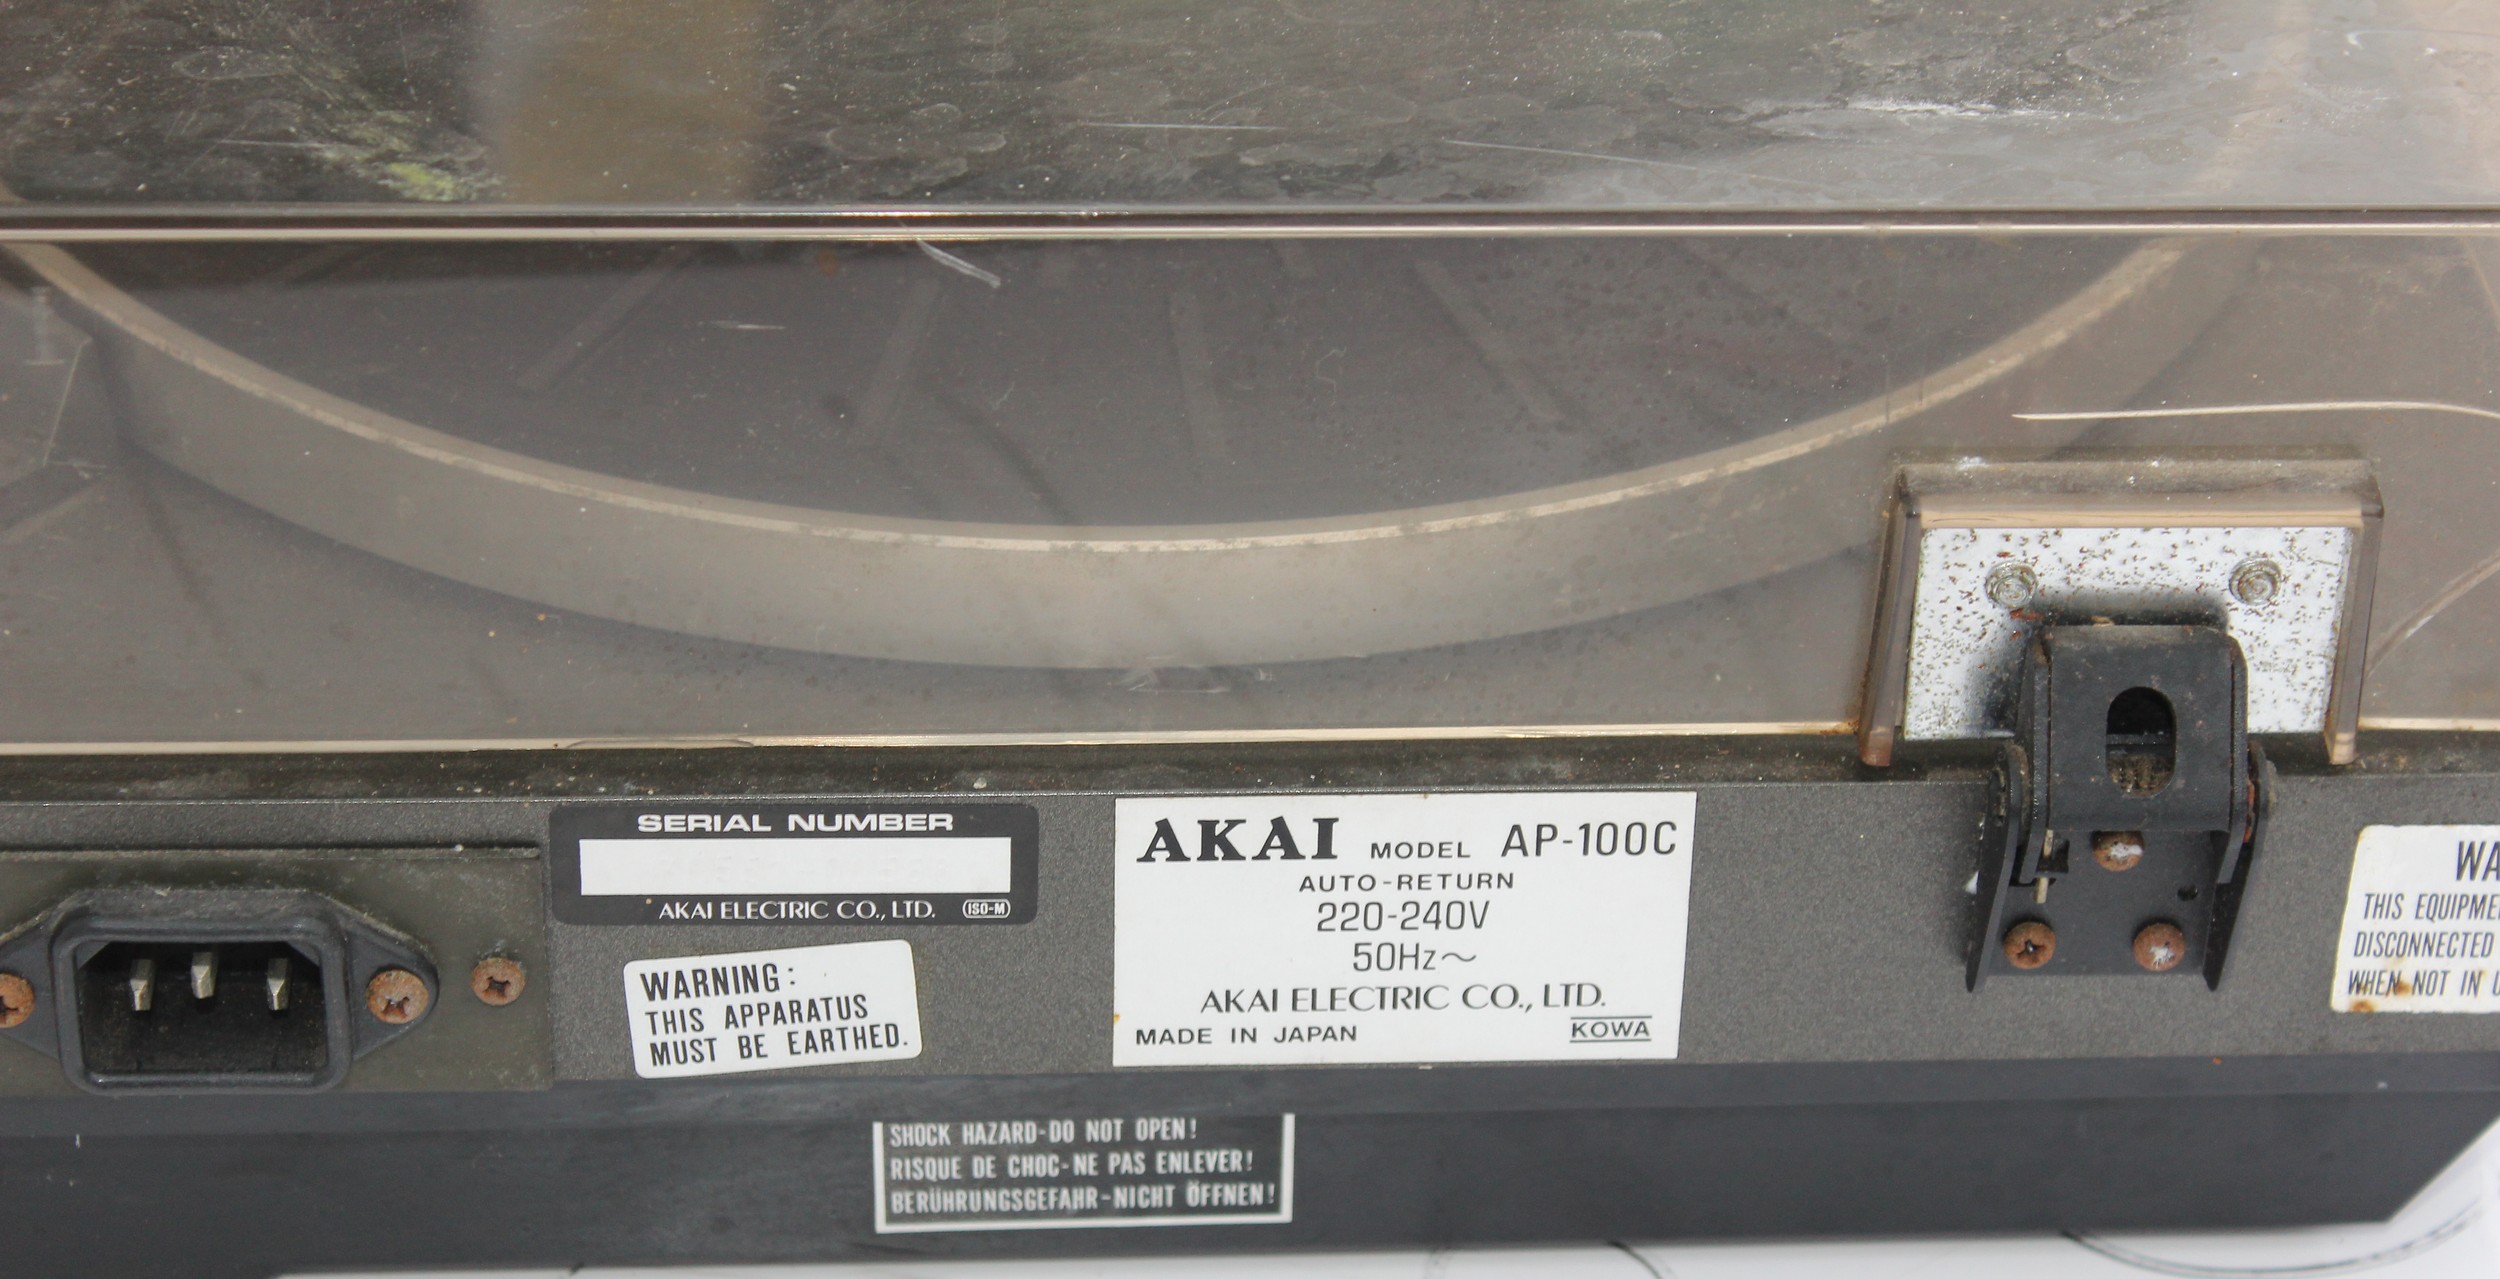 SERIAL NUMBER
AKAI ELECTRIC CO., LTD. ISO-M
WARNING:
THIS APPARATUS
MUST BE EARTHED.
AKAI MODEL AP-100C
AUTO-RETURN
220-240V
50Hz~
AKAI ELECTRIC CO., LTD.
MADE IN JAPAN KOWA
THIS
DISCONNECTED
WHEN NOT IN
SHOCK HAZARD-DO NOT OPEN!
RISQUE DE CHOC-NE PAS ENLEVER!
BERÜHRUNGSGEFAHR-NICHT ÖFFNEN!